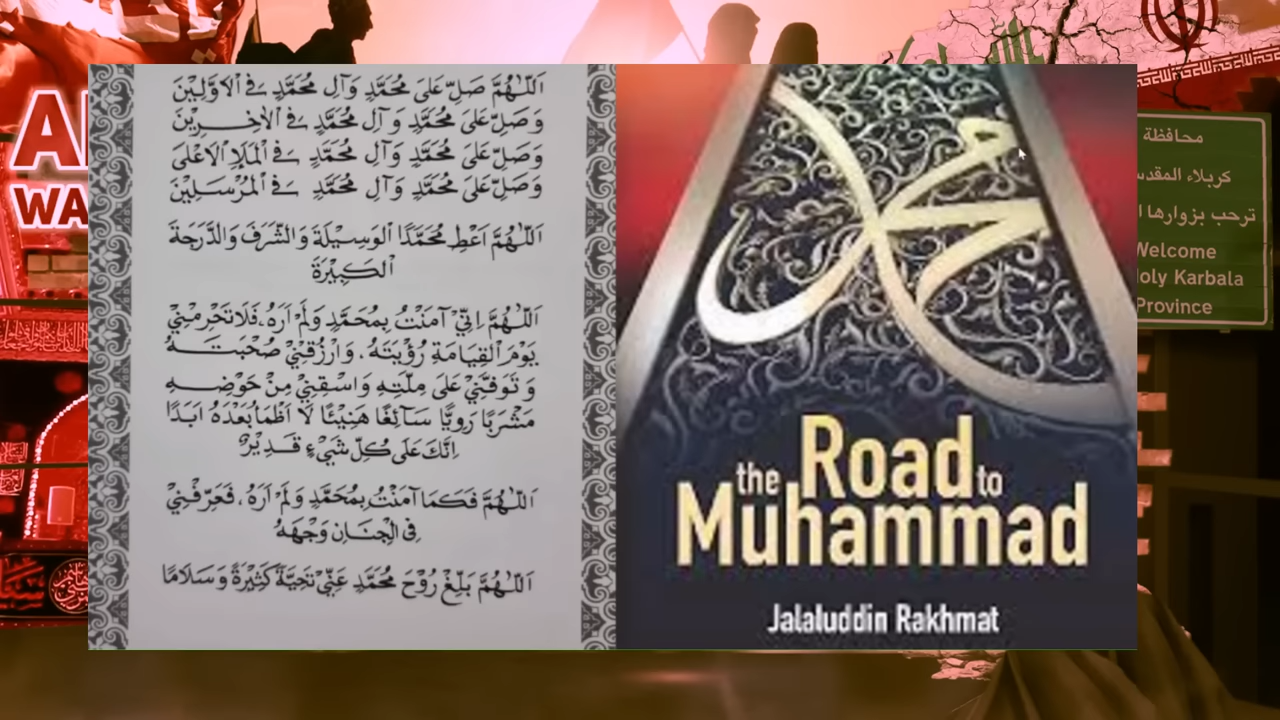 اَللّٰهُمَّ صَلِّ عَلَىٰ مُحَمَّدٍ وَآلِ مُحَمَّدٍ فِي الْاَوَّلِيْنَ
وَصَلِّ عَلَىٰ مُحَمَّدٍ وَآلِ مُحَمَّدٍ فِي الْاٰخِرِيْنَ
وَصَلِّ عَلَىٰ مُحَمَّدٍ وَآلِ مُحَمَّدٍ فِي الْمَلَاِ الْاَعْلَىٰ
وَصَلِّ عَلَىٰ مُحَمَّدٍ وَآلِ مُحَمَّدٍ فِي الْمُرْسَلِيْنَ
اَللّٰهُمَّ اَعْطِ مُحَمَّدًا الْوَسِيْلَةَ وَالشَّرَفَ وَالدَّرَجَةَ
الْكَبِيْرَةَ
اَللّٰهُمَّ اِنِّيْ آمَنْتُ بِمُحَمَّدٍ وَلَمْ اَرَهُ، فَلَا تَحْرِمْنِيْ
يَوْمَ الْقِيَامَةِ رُؤْيَتَهُ، وَارْزُقْنِيْ صُحْبَتَهُ
وَتَوَفَّنِيْ عَلَىٰ مِلَّتِهِ وَاسْقِنِيْ مِنْ حَوْضِهِ
مَشْرَبًا رَوِيًّا سَآئِغًا هَنِيْئًا لَا اَظْمَأُ بَعْدَهُ اَبَدًا
اِنَّكَ عَلَىٰ كُلِّ شَيْءٍ قَدِيْرٌ
اَللّٰهُمَّ فَكَمَا آمَنْتُ بِمُحَمَّدٍ وَلَمْ اَرَهُ، فَعَرِّفْنِيْ
فِي الْجِنَانِ وَجْهَهُ
اَللّٰهُمَّ بَلِّغْ رُوْحَ مُحَمَّدٍ عَنِّيْ تَحِيَّةً كَثِيْرَةً وَسَلَامًا
محمد
the Road to
Muhammad
Jalaluddin Rakhmat
محافظة
كربلاء المقدسة
ترحب بزوارها
Welcome
Holy Karbala
Province